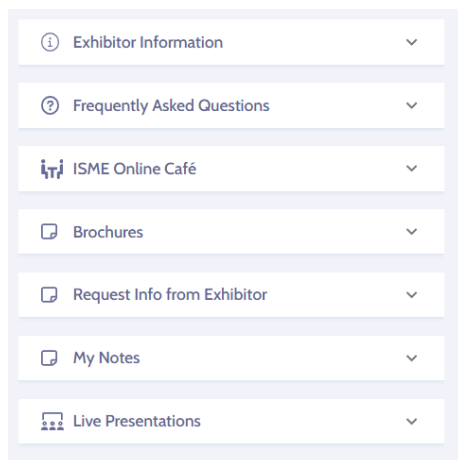 Exhibitor Information
Frequently Asked Questions
ISME Online Café
Brochures
Request Info from Exhibitor
My Notes
Live Presentations